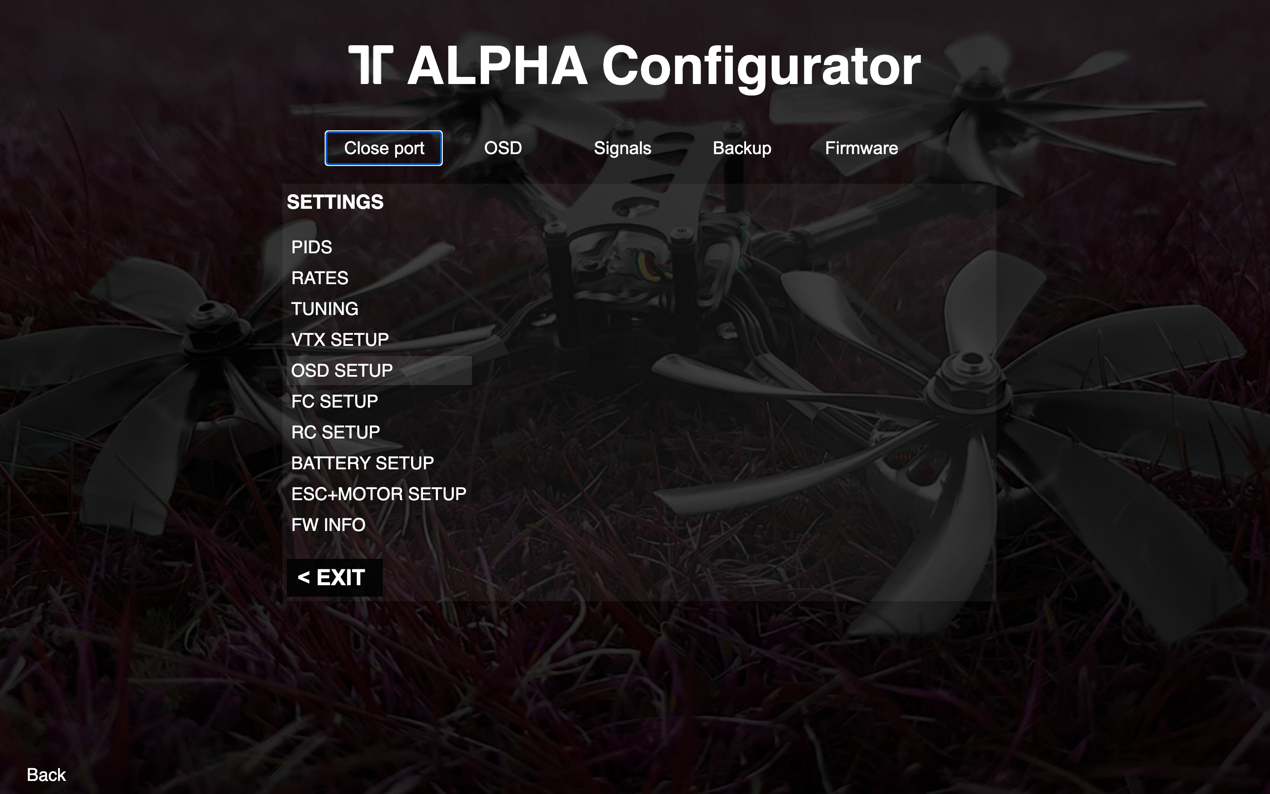 ALPHA Configurator
Close port OSD Signals Backup Firmware
SETTINGS
PIDS
RATES
TUNING
VTX SETUP
OSD SETUP
FC SETUP
RC SETUP
BATTERY SETUP
ESC+MOTOR SETUP
FW INFO
< EXIT
Back